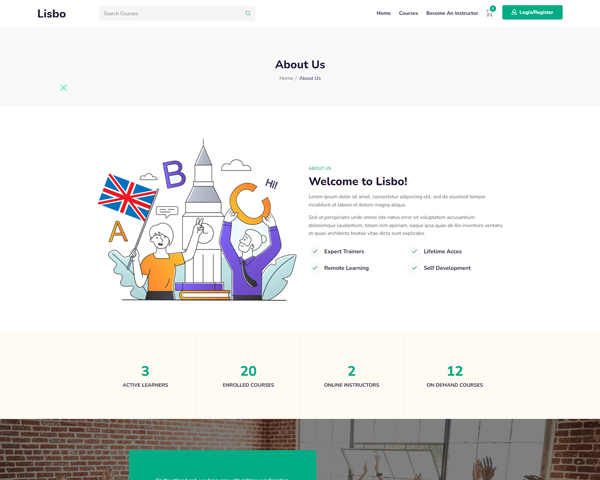 Lisbo
Search Courses
Home Courses Become An Instructor 0 Login/Register
About Us
Home / About Us
B
Hi!
C
A
ABOUT US
Welcome to Lisbo!
Lorem ipsum dolor sit amet, consectetur adipiscing elit, sed do eiusmod tempor
incididunt ut labore et dolore magna aliqua.
Sed ut perspiciatis unde omnis iste natus error sit voluptatem accusantium
doloremque laudantium, totam rem aperiam, eaque ipsa quae ab illo inventore veritatis
et quasi architecto beatae vitae dicta sunt explicabo.
Expert Trainers
Lifetime Acces
Remote Learning
Self Development
3
ACTIVE LEARNERS
20
ENROLLED COURSES
2
ONLINE INSTRUCTORS
12
ON DEMAND COURSES